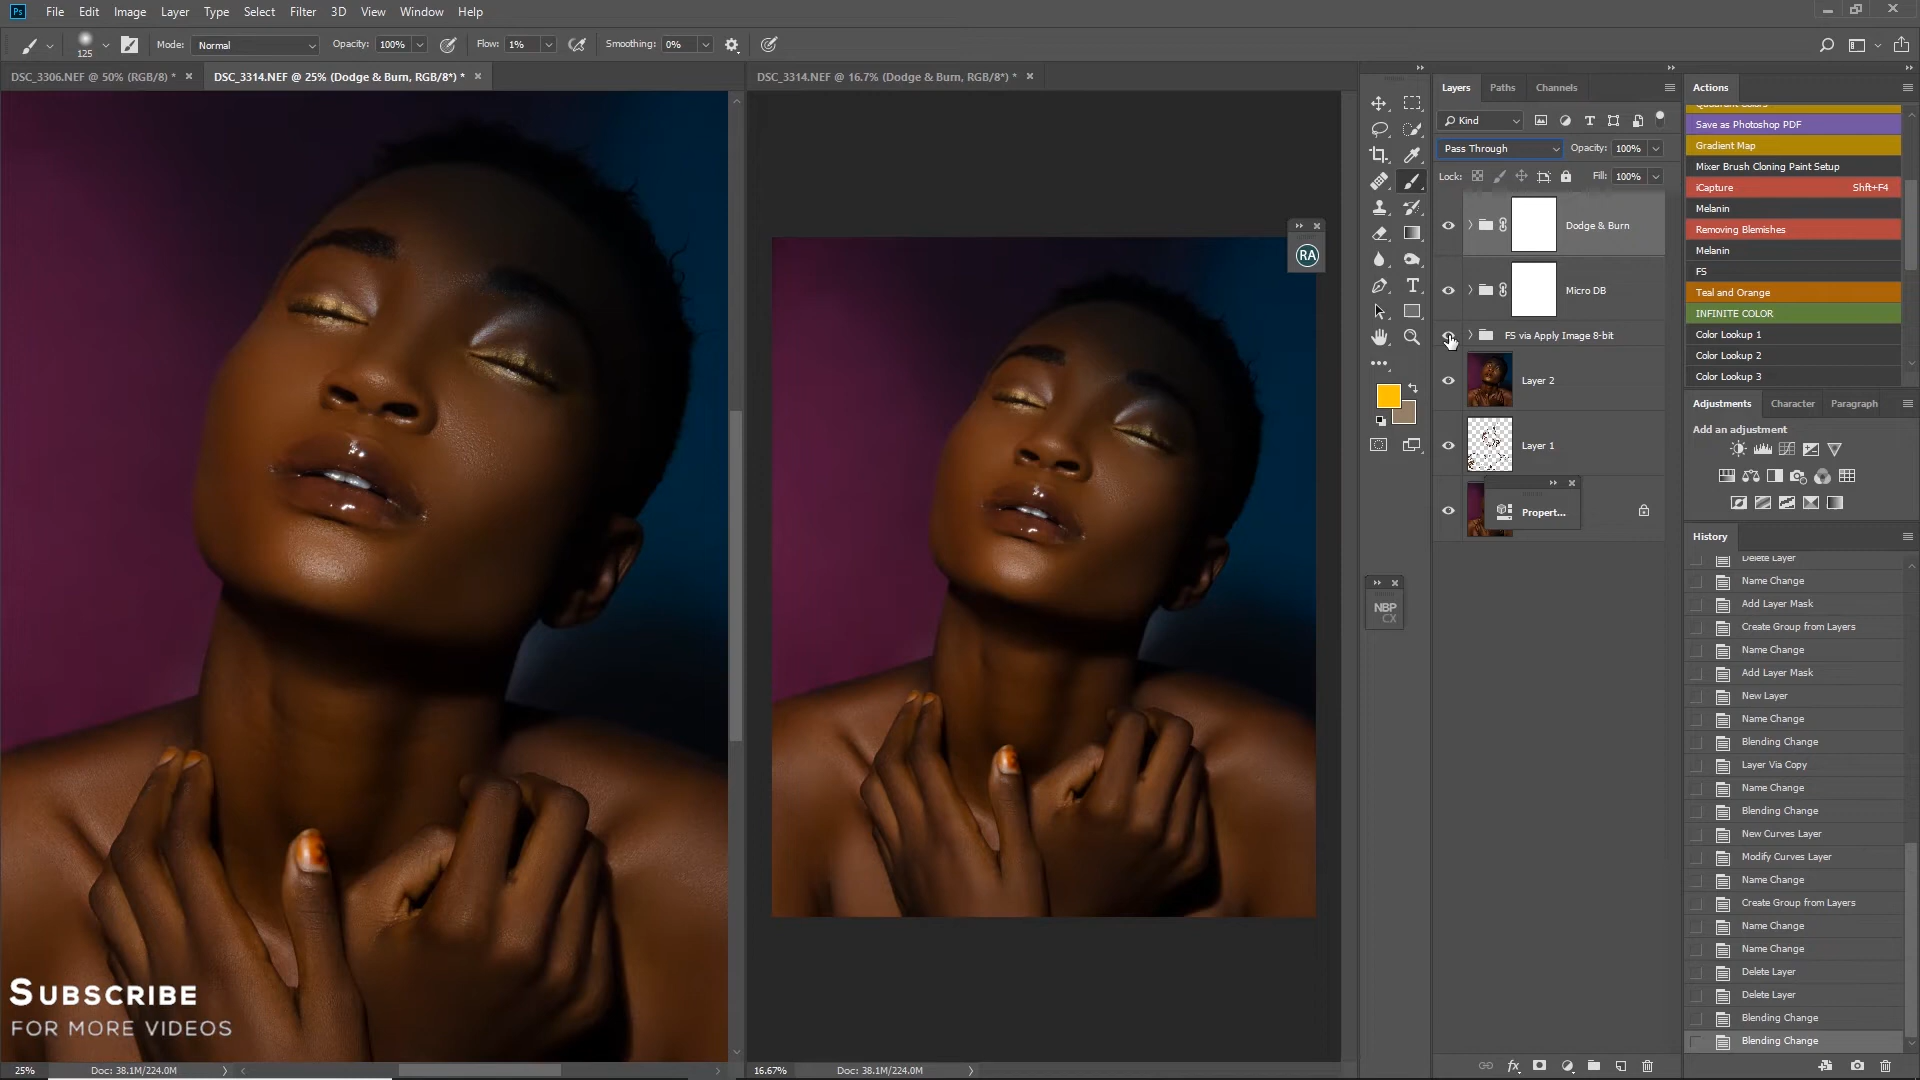 Ps File Edit Image Layer Type Select Filter 3D View Window Help
125 Mode: Normal Opacity: 100% Flow: 1% Smoothing: 0%
DSC_3306.NEF @ 50% (RGB/8) * × DSC_3314.NEF @ 25% (Dodge & Burn, RGB/8*) * × DSC_3314.NEF @ 16.7% (Dodge & Burn, RGB/8*) * ×
Layers Paths Channels
Kind
Pass Through Opacity: 100%
Lock: Fill: 100%
Dodge & Burn
Micro DB
FS via Apply Image 8-bit
Layer 2
Layer 1
Propert...
RA
NBP
CX
Actions
Quadrant Colors
Save as Photoshop PDF
Gradient Map
Mixer Brush Cloning Paint Setup
iCapture Shft+F4
Melanin
Removing Blemishes
Melanin
FS
Teal and Orange
INFINITE COLOR
Color Lookup 1
Color Lookup 2
Color Lookup 3
Adjustments Character Paragraph
Add an adjustment
History
Delete Layer
Name Change
Add Layer Mask
Create Group from Layers
Name Change
Add Layer Mask
New Layer
Name Change
Blending Change
Layer Via Copy
Name Change
Blending Change
New Curves Layer
Modify Curves Layer
Name Change
Create Group from Layers
Name Change
Name Change
Delete Layer
Delete Layer
Blending Change
Blending Change
SUBSCRIBE
FOR MORE VIDEOS
25% Doc: 38.1M/224.0M 16.67% Doc: 38.1M/224.0M